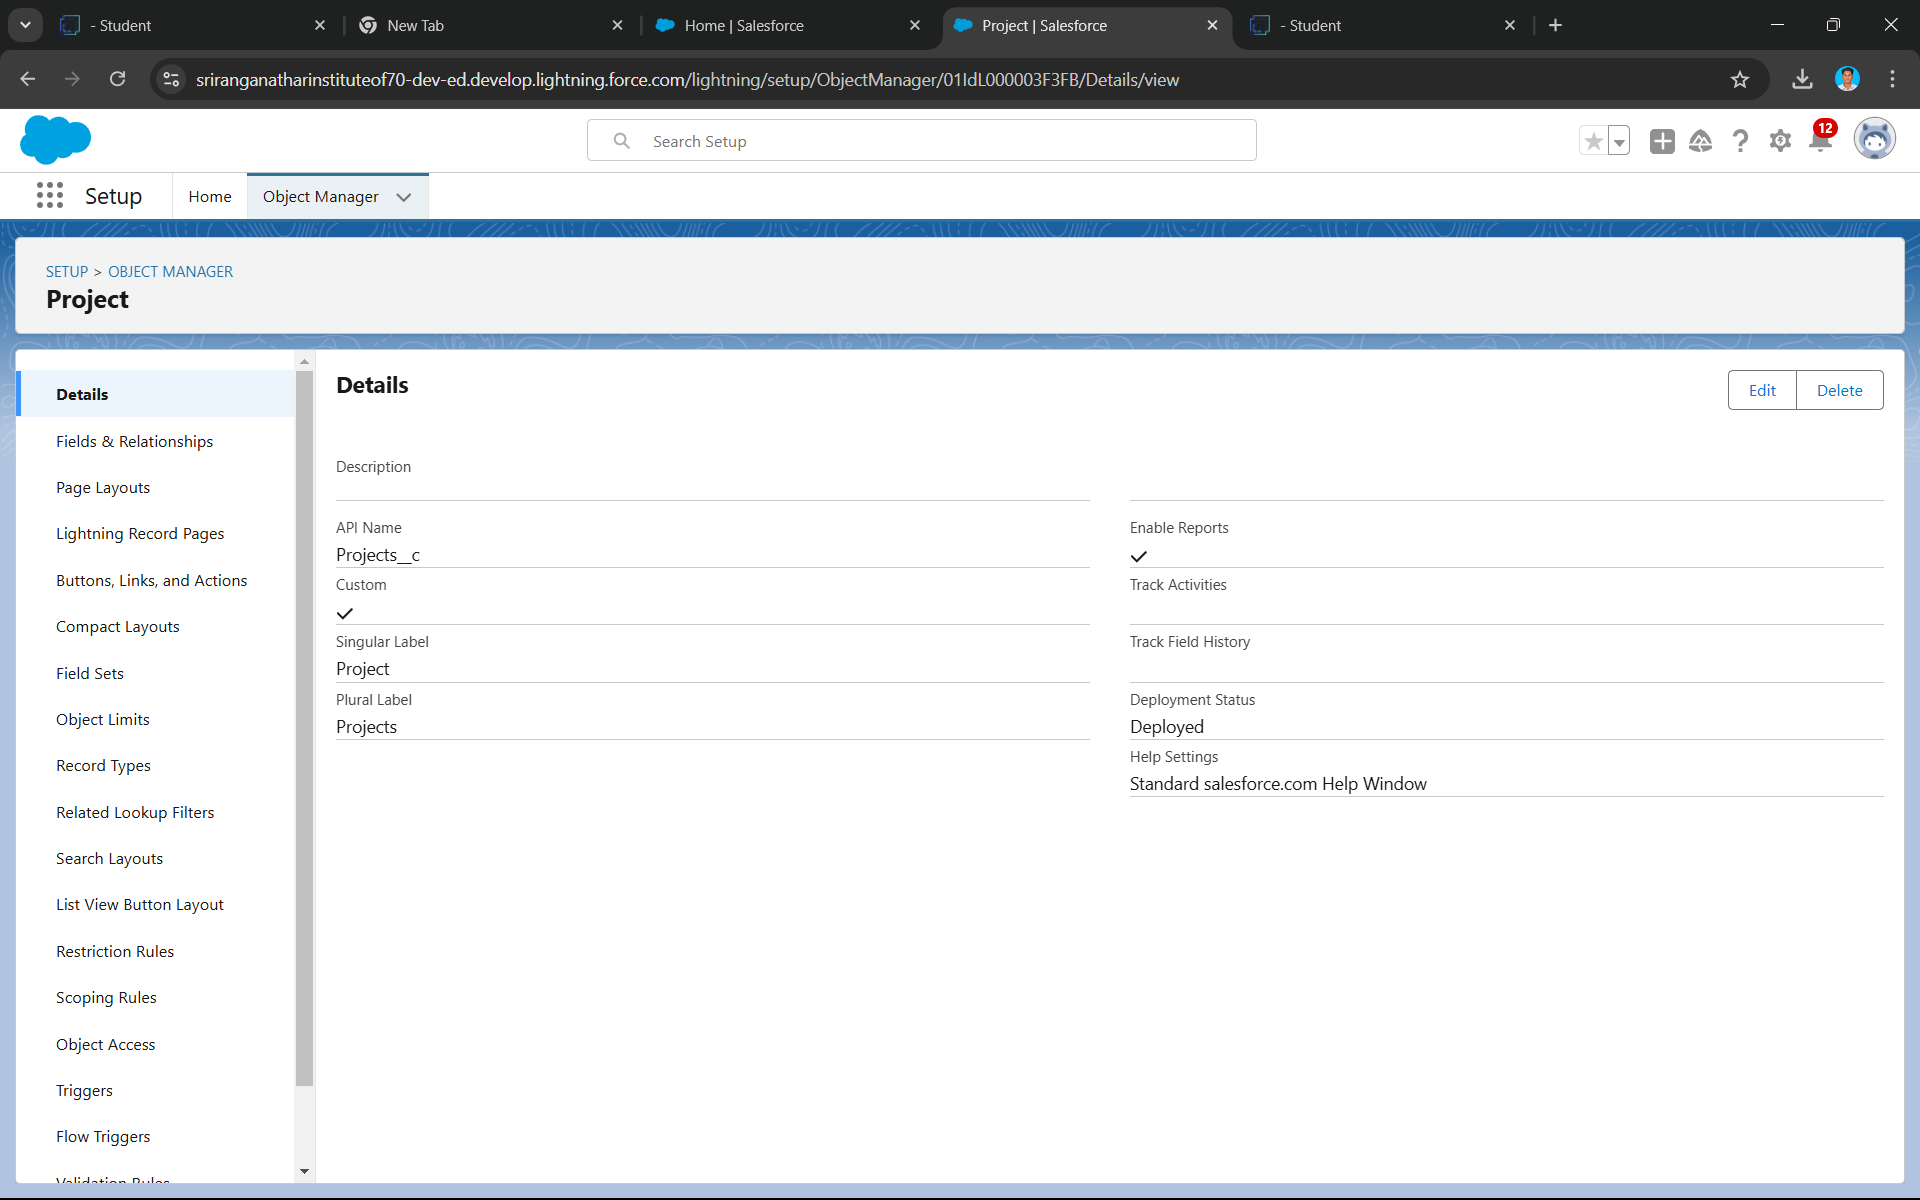 - Student
New Tab
Home | Salesforce
Project | Salesforce
- Student
sriranganatharinstituteof70-dev-ed.develop.lightning.force.com/lightning/setup/ObjectManager/01IdL000003F3FB/Details/view
Search Setup
12
Setup
Home
Object Manager
SETUP > OBJECT MANAGER
Project
Details
Fields & Relationships
Page Layouts
Lightning Record Pages
Buttons, Links, and Actions
Compact Layouts
Field Sets
Object Limits
Record Types
Related Lookup Filters
Search Layouts
List View Button Layout
Restriction Rules
Scoping Rules
Object Access
Triggers
Flow Triggers
Validation Rules
Details
Edit
Delete
Description
API Name
Projects__c
Custom
Singular Label
Project
Plural Label
Projects
Enable Reports
Track Activities
Track Field History
Deployment Status
Deployed
Help Settings
Standard salesforce.com Help Window